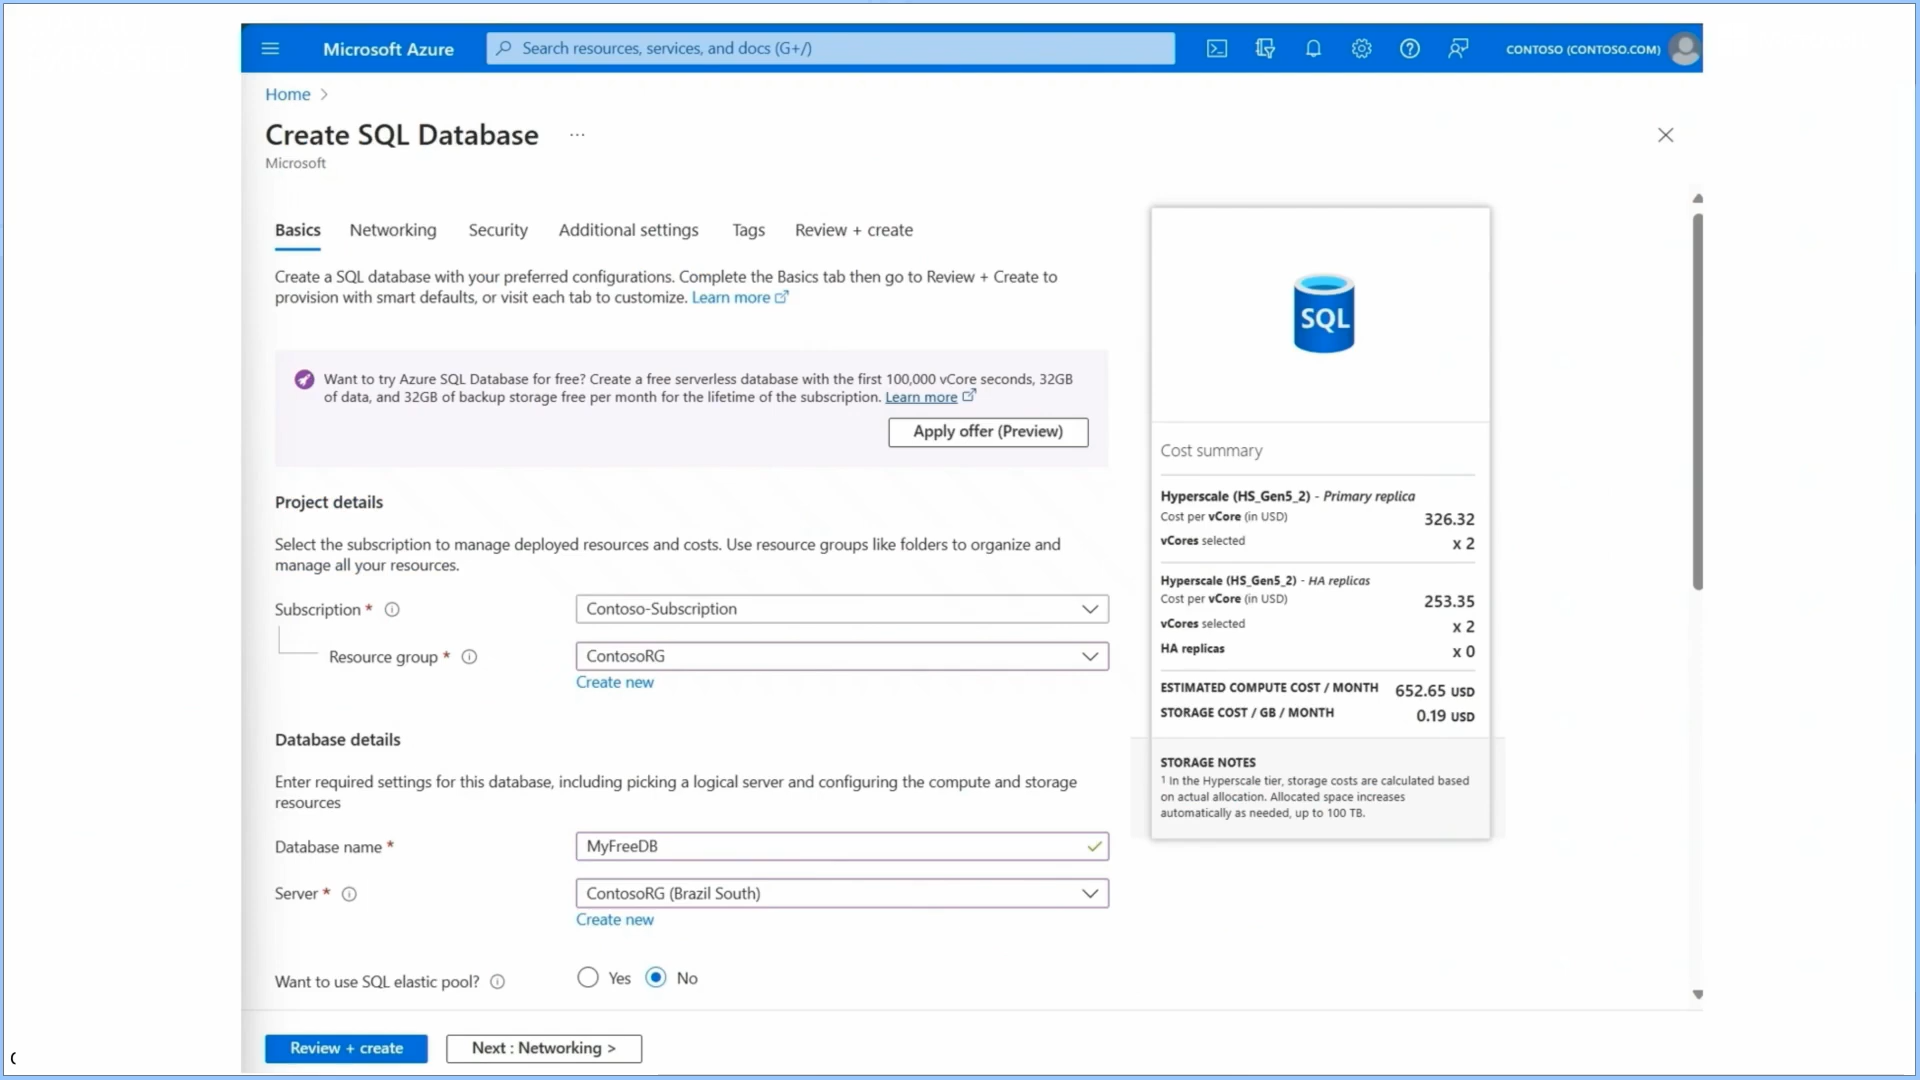 Microsoft Azure
Search resources, services, and docs (G+/)
CONTOSO (CONTOSO.COM)
Home
Create SQL Database
...
Microsoft
Basics
Networking
Security
Additional settings
Tags
Review + create
Create a SQL database with your preferred configurations. Complete the Basics tab then go to Review + Create to
provision with smart defaults, or visit each tab to customize. Learn more
Want to try Azure SQL Database for free? Create a free serverless database with the first 100,000 vCore seconds, 32GB
of data, and 32GB of backup storage free per month for the lifetime of the subscription. Learn more
Apply offer (Preview)
Project details
Select the subscription to manage deployed resources and costs. Use resource groups like folders to organize and
manage all your resources.
Subscription *
Contoso-Subscription
Resource group *
ContosoRG
Create new
Database details
Enter required settings for this database, including picking a logical server and configuring the compute and storage
resources
Database name *
MyFreeDB
Server *
ContosoRG (Brazil South)
Create new
Want to use SQL elastic pool?
Yes
No
Review + create
Next : Networking >
SQL
Cost summary
Hyperscale (HS_Gen5_2) - Primary replica
Cost per vCore (in USD)
326.32
vCores selected
x 2
Hyperscale (HS_Gen5_2) - HA replicas
Cost per vCore (in USD)
253.35
vCores selected
x 2
HA replicas
x 0
ESTIMATED COMPUTE COST / MONTH
652.65 USD
STORAGE COST / GB / MONTH
0.19 USD
STORAGE NOTES
1 In the Hyperscale tier, storage costs are calculated based
on actual allocation. Allocated space increases
automatically as needed, up to 100 TB.